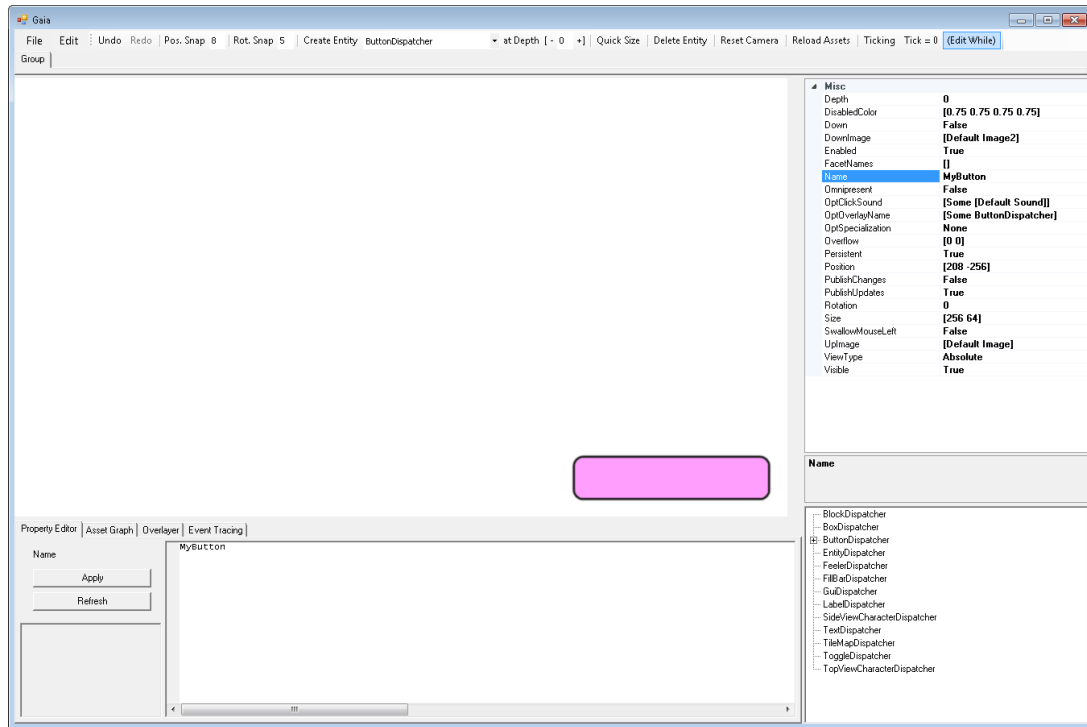 Gaia
File Edit Undo Redo Pos. Snap 8 Rot. Snap 5 Create Entity ButtonDispatcher at Depth [ - 0 +] Quick Size Delete Entity Reset Camera Reload Assets Ticking Tick = 0 (Edit While)
Group
Misc
Depth 0
DisabledColor [0.75 0.75 0.75 0.75]
Down False
DownImage [Default Image2]
Enabled True
FacetNames []
Name MyButton
Omnipresent False
OptClickSound [Some [Default Sound]]
OptOverlayName [Some ButtonDispatcher]
OptSpecialization None
Overflow [0 0]
Persistent True
Position [208 -256]
PublishChanges False
PublishUpdates True
Rotation 0
Size [256 64]
SwallowMouseLeft False
UpImage [Default Image]
ViewType Absolute
Visible True
Name
Property Editor Asset Graph Overlayer Event Tracing
Name
Apply
Refresh
MyButton
BlockDispatcher
BoxDispatcher
ButtonDispatcher
EntityDispatcher
FeelerDispatcher
FillBarDispatcher
GuiDispatcher
LabelDispatcher
SideViewCharacterDispatcher
TextDispatcher
TileMapDispatcher
ToggleDispatcher
TopViewCharacterDispatcher